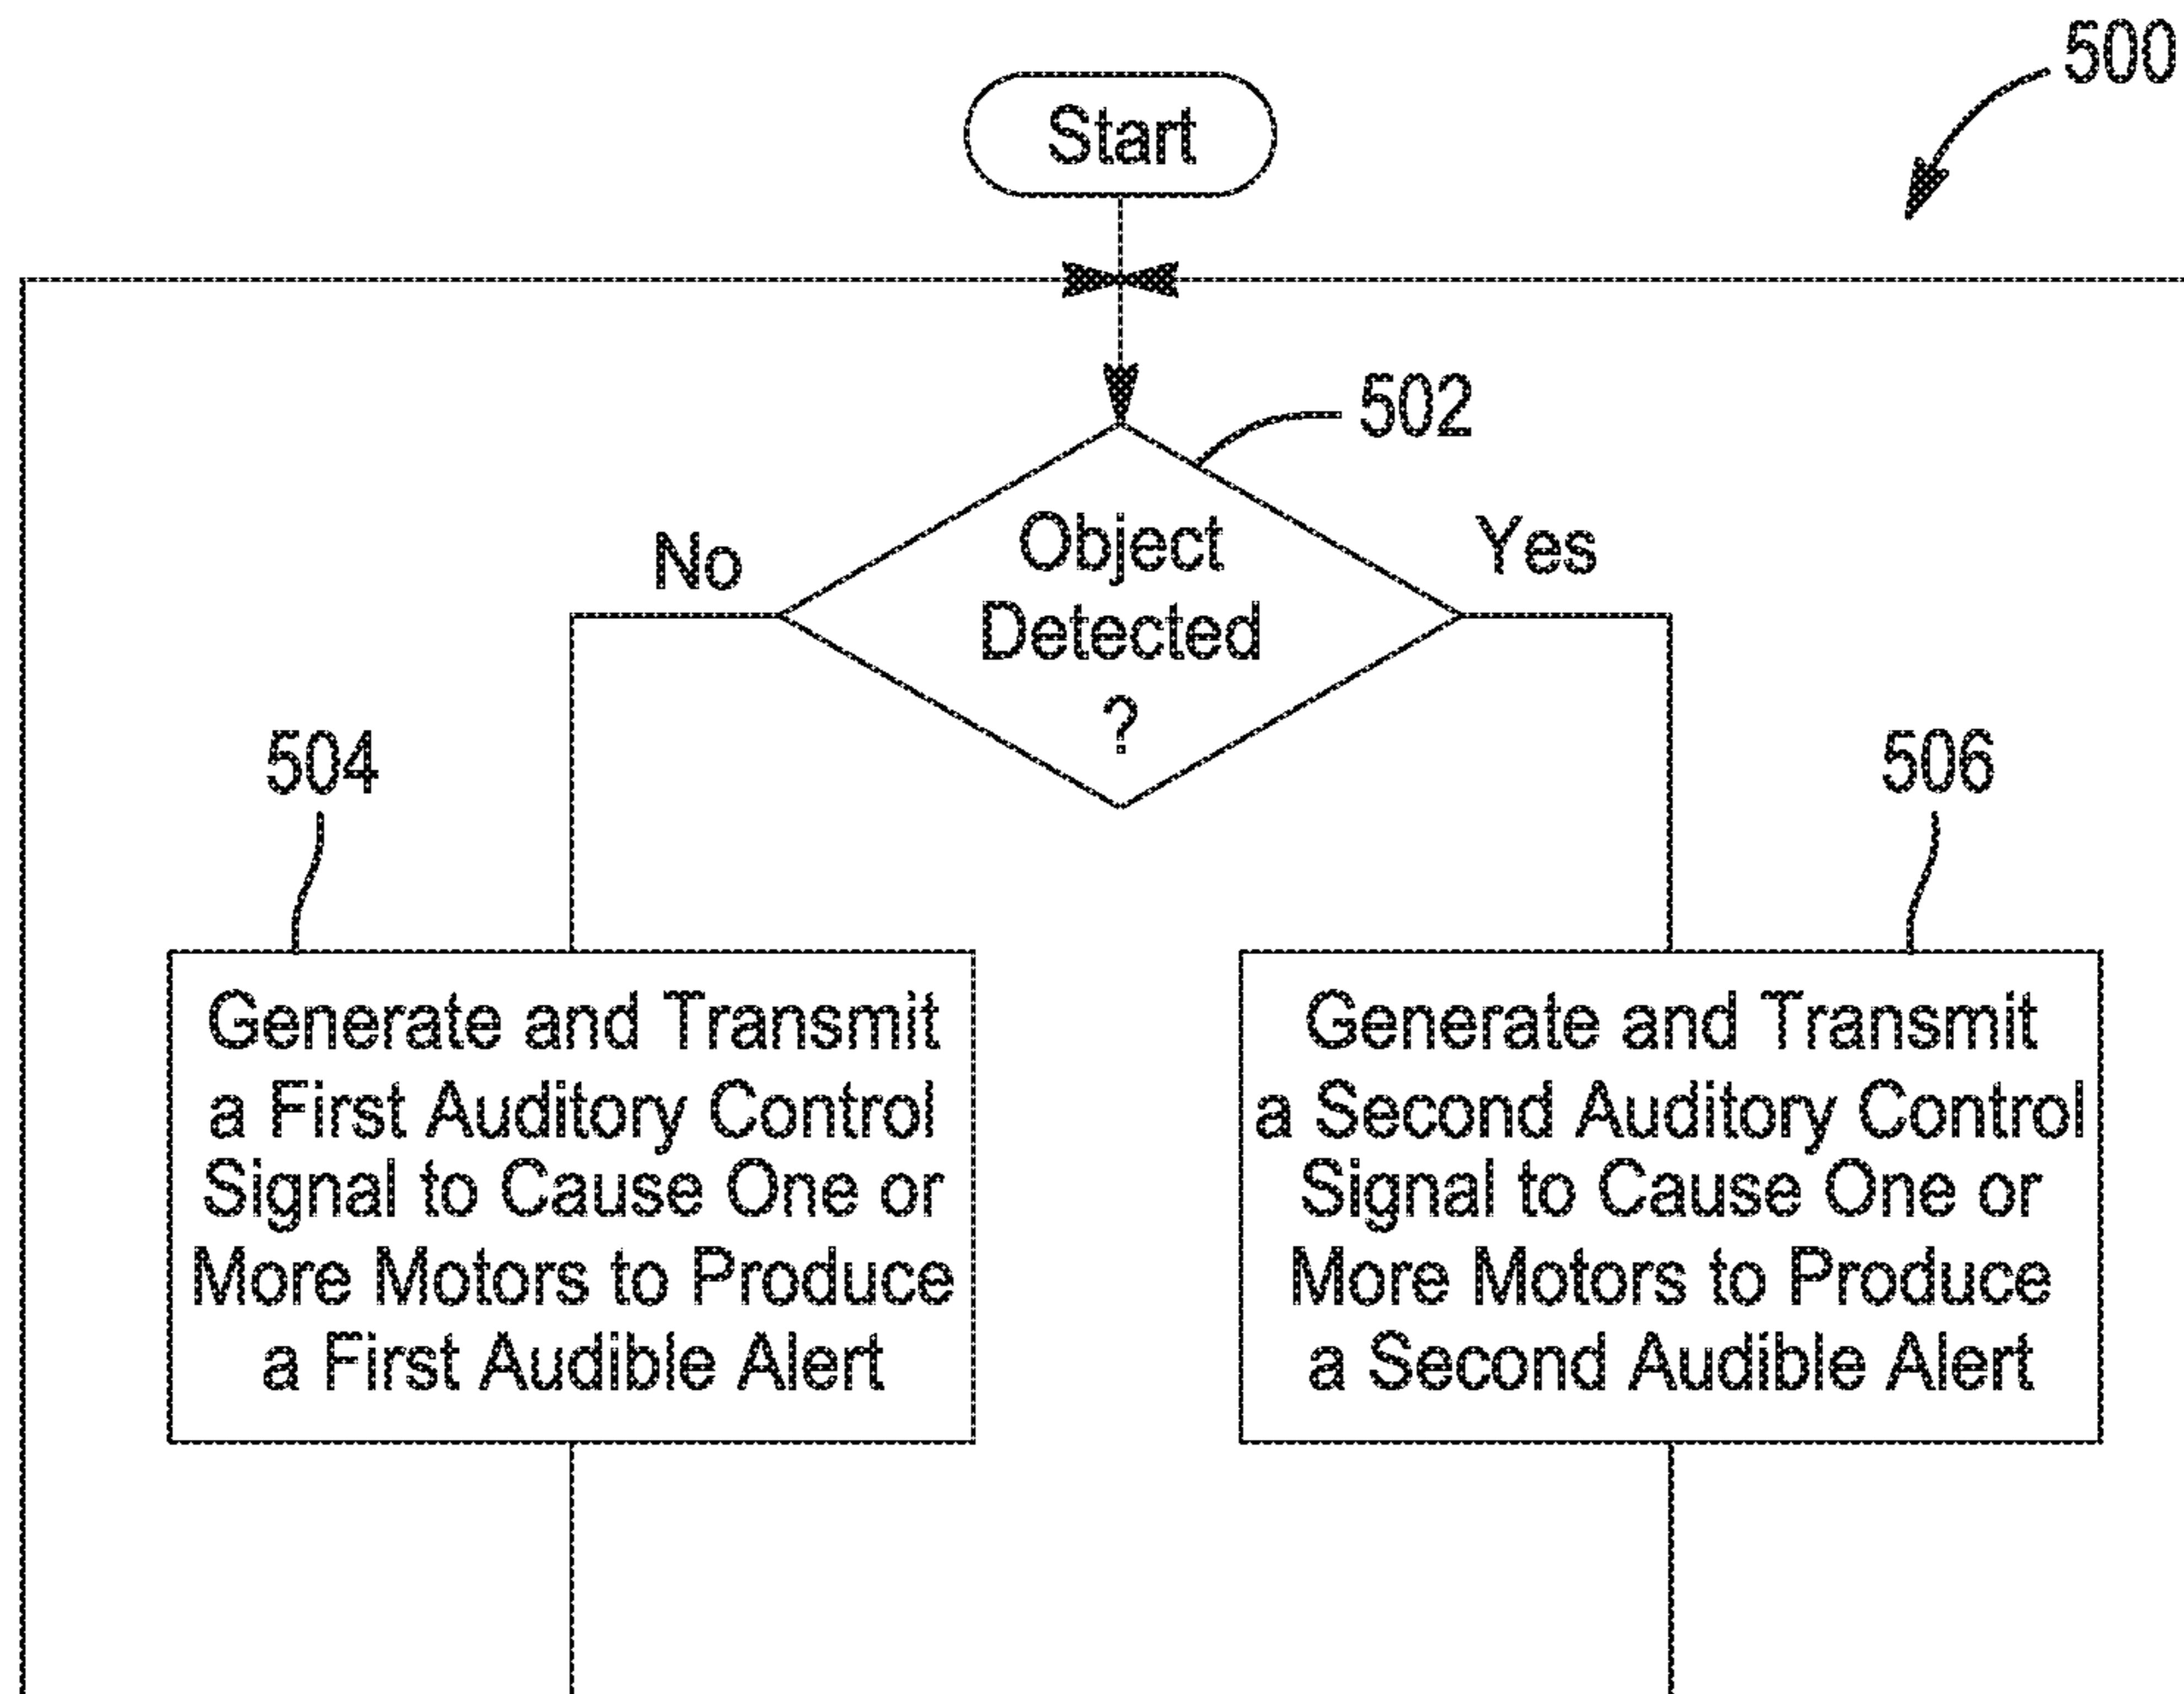 500
Start
502
Object
Detected
?
No
Yes
504
506
Generate and Transmit
a First Auditory Control
Signal to Cause One or
More Motors to Produce
a First Audible Alert
Generate and Transmit
a Second Auditory Control
Signal to Cause One or
More Motors to Produce
a Second Audible Alert